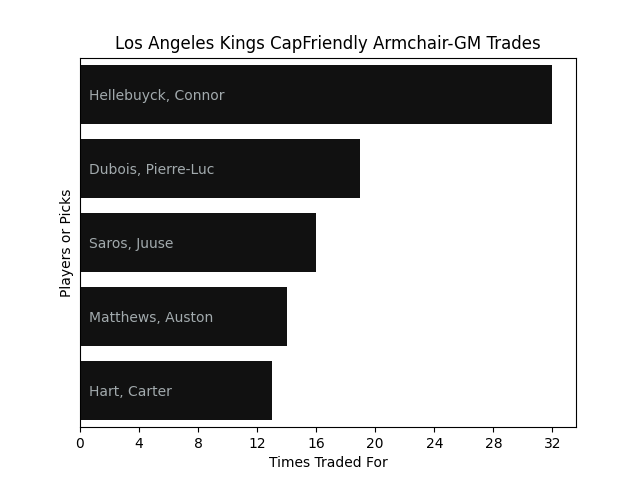 Los Angeles Kings CapFriendly Armchair-GM Trades
Players or Picks
Hellebuyck, Connor
Dubois, Pierre-Luc
Saros, Juuse
Matthews, Auston
Hart, Carter
0 4 8 12 16 20 24 28 32
Times Traded For